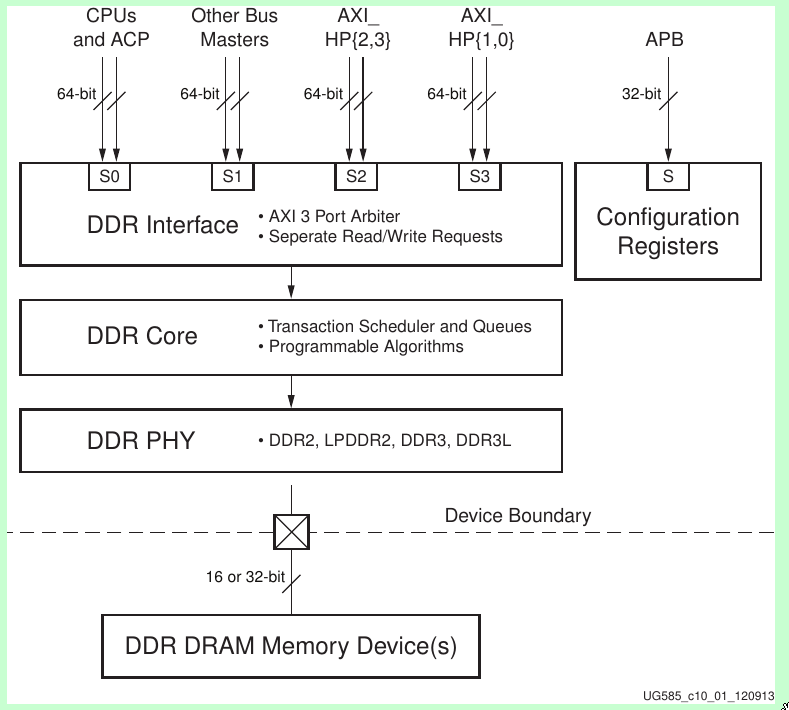 CPUs
and ACP
Other Bus
Masters
AXI_
HP{2,3}
AXI_
HP{1,0}
APB
64-bit
64-bit
64-bit
64-bit
32-bit
S0
S1
S2
S3
S
DDR Interface
• AXI 3 Port Arbiter
• Seperate Read/Write Requests
Configuration
Registers
DDR Core
• Transaction Scheduler and Queues
• Programmable Algorithms
DDR PHY
• DDR2, LPDDR2, DDR3, DDR3L
Device Boundary
16 or 32-bit
DDR DRAM Memory Device(s)
UG585_c10_01_120913